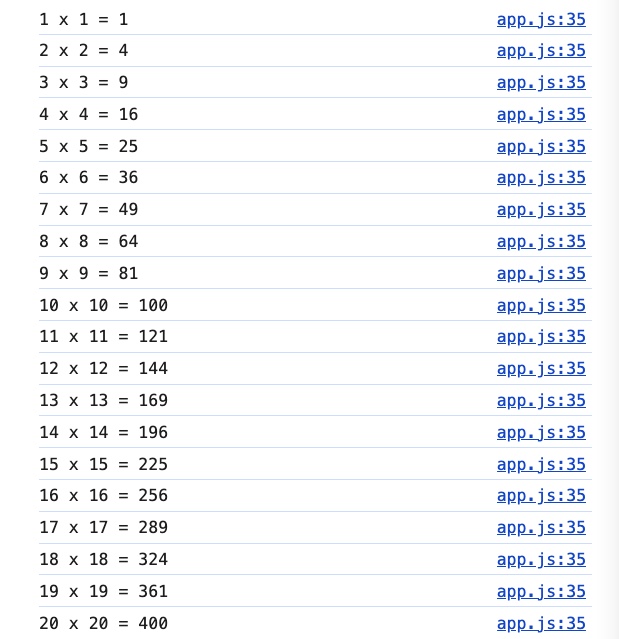 1 x 1 = 1 app.js:35
2 x 2 = 4 app.js:35
3 x 3 = 9 app.js:35
4 x 4 = 16 app.js:35
5 x 5 = 25 app.js:35
6 x 6 = 36 app.js:35
7 x 7 = 49 app.js:35
8 x 8 = 64 app.js:35
9 x 9 = 81 app.js:35
10 x 10 = 100 app.js:35
11 x 11 = 121 app.js:35
12 x 12 = 144 app.js:35
13 x 13 = 169 app.js:35
14 x 14 = 196 app.js:35
15 x 15 = 225 app.js:35
16 x 16 = 256 app.js:35
17 x 17 = 289 app.js:35
18 x 18 = 324 app.js:35
19 x 19 = 361 app.js:35
20 x 20 = 400 app.js:35